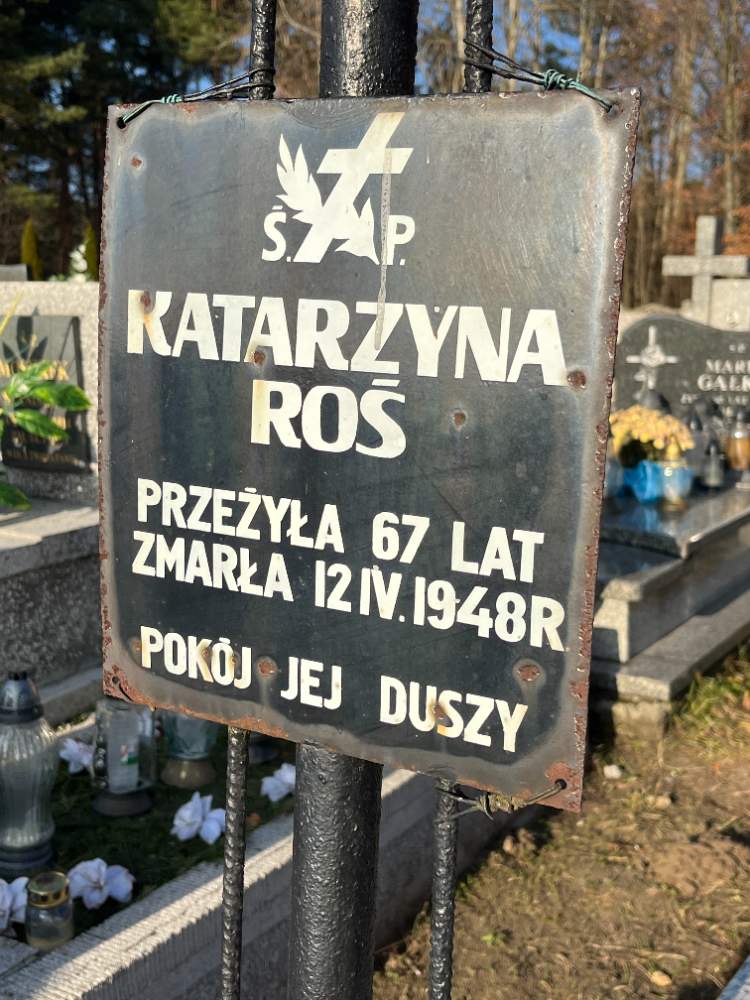 Ś. P.
KATARZYNA
ROŚ
PRZEŻYŁA 67 LAT
ZMARŁA 12 IV. 1948 R.
POKÓJ JEJ DUSZY